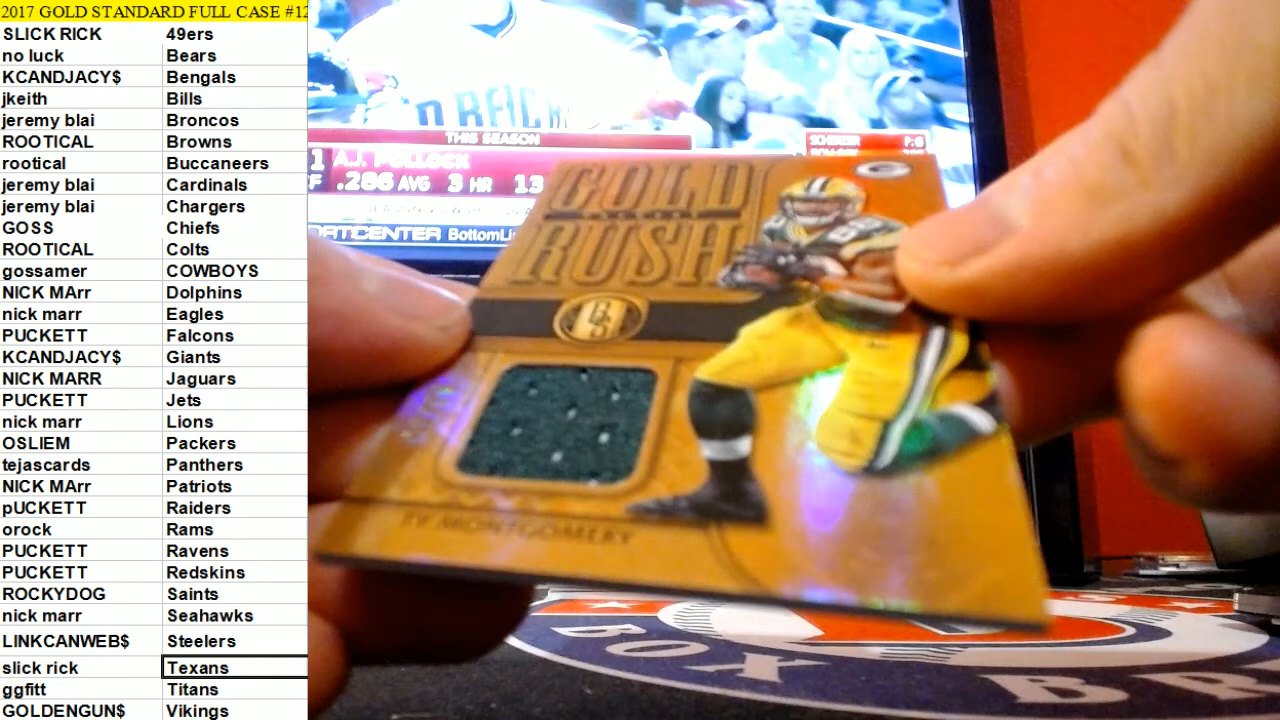 2017 GOLD STANDARD FULL CASE #12
SLICK RICK 49ers
no luck Bears
KCANDJACY$ Bengals
jkeith Bills
jeremy blai Broncos
ROOTICAL Browns
rootical Buccaneers
jeremy blai Cardinals
jeremy blai Chargers
GOSS Chiefs
ROOTICAL Colts
gossamer COWBOYS
NICK MArr Dolphins
nick marr Eagles
PUCKETT Falcons
KCANDJACY$ Giants
NICK MARR Jaguars
PUCKETT Jets
nick marr Lions
OSLIEM Packers
tejascards Panthers
NICK MArr Patriots
pUCKETT Raiders
orock Rams
PUCKETT Ravens
PUCKETT Redskins
ROCKYDOG Saints
nick marr Seahawks
LINKCANWEB$ Steelers
slick rick Texans
ggfitt Titans
GOLDENGUN$ Vikings
THIS SEASON
1 A.J. POLLOCK
F .286 AVG 3 HR 13
BottomLi
GOLD
RUSH
GS
TY MONTGOMERY
BOX BR